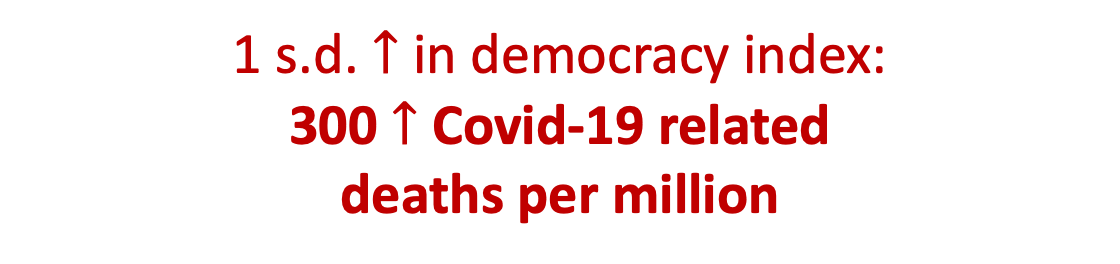 1 s.d. ↑ in democracy index:
300 ↑ Covid-19 related
deaths per million